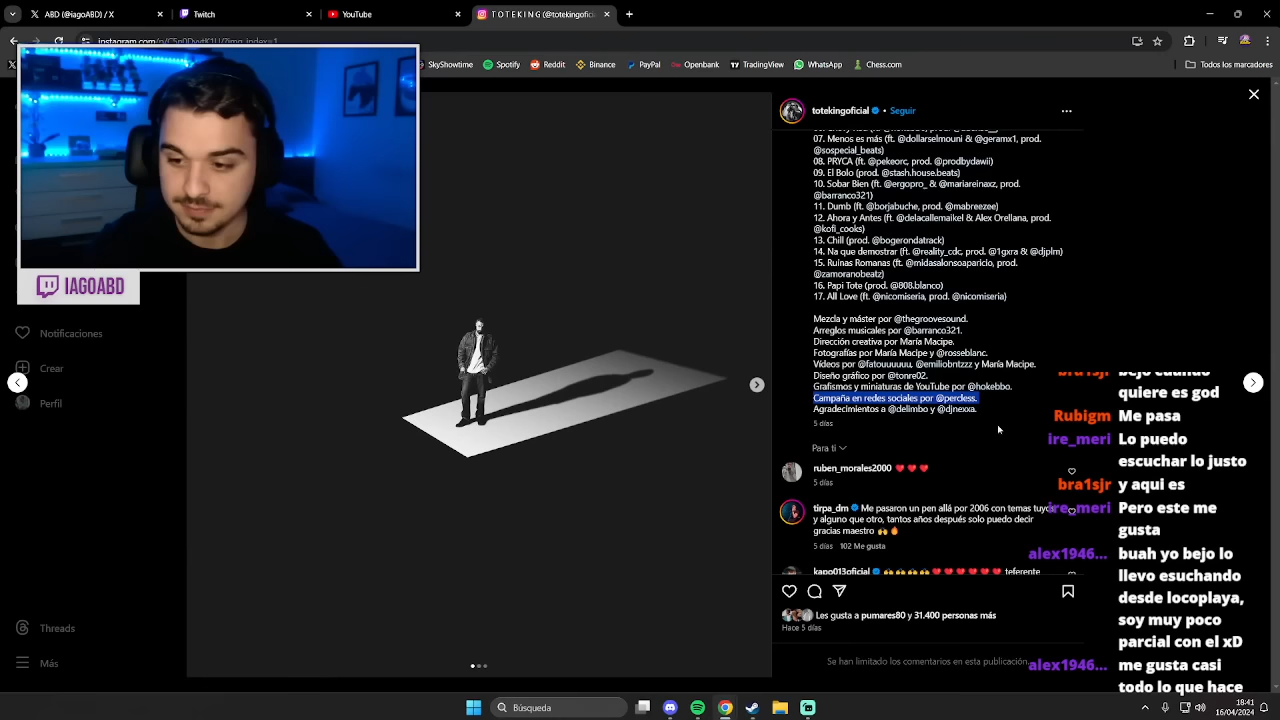 ABD (@iagoABD) / X
Twitch
YouTube
T O T E K I N G (@totekingofici
SkyShowtime
Spotify
Reddit
Binance
PayPal
Openbank
TradingView
WhatsApp
Chess.com
Todos los marcadores
IAGOABD
Notificaciones
Crear
Perfil
Threads
Más
totekingoficial • Seguir
07. Menos es más (ft. @dollarselmouni & @geramx1, prod.
@sospecial_beats)
08. PRYCA (ft. @pekeorc, prod. @prodbydawii)
09. El Bolo (prod. @stash.house.beats)
10. Sobar Bien (ft. @ergopro_ & @mariareinaxz, prod.
@barranco321)
11. Dumb (ft. @borjabuche, prod. @mabreezee)
12. Ahora y Antes (ft. @delacallemaikel & Alex Orellana, prod.
@kofi_cooks)
13. Chill (prod. @bogerondatrack)
14. Na que demostrar (ft. @reality_cdc, prod. @1gxra & @djplm)
15. Ruinas Romanas (ft. @midasalonsoaparicio, prod.
@zamoranobeatz)
16. Papi Tote (prod. @808.blanco)
17. All Love (ft. @nicomiseria, prod. @nicomiseria)
Mezcla y máster por @thegroovesound.
Arreglos musicales por @barranco321.
Dirección creativa por María Macipe.
Fotografías por María Macipe y @rosseblanc.
Vídeos por @fatouuuuuu, @emiliobntzzz y María Macipe.
Diseño gráfico por @tonre02.
Grafismos y miniaturas de YouTube por @hokebbo.
Campaña en redes sociales por @percless.
Agradecimientos a @delimbo y @djnexxa.
5 días
Para ti
ruben_morales2000
5 días
tirpa_dm Me pasaron un pen allá por 2006 con temas tuyos
y alguno que otro, tantos años después solo puedo decir
gracias maestro
5 días 102 Me gusta
kapo013oficial teferente
Les gusta a pumares80 y 31.400 personas más
Hace 5 días
Se han limitado los comentarios en esta publicación.
bra1sjr bejo cuando
quiere es god
Rubigm Me pasa
ire_meri Lo puedo
escuchar lo justo
bra1sjr y aqui es
ire_meri Pero este me
gusta
alex1946... buah yo bejo lo
llevo esuchando
desde locoplaya,
soy muy poco
parcial con el xD
alex1946... me gusta casi
todo lo que hace
Búsqueda
18:41
16/04/2024